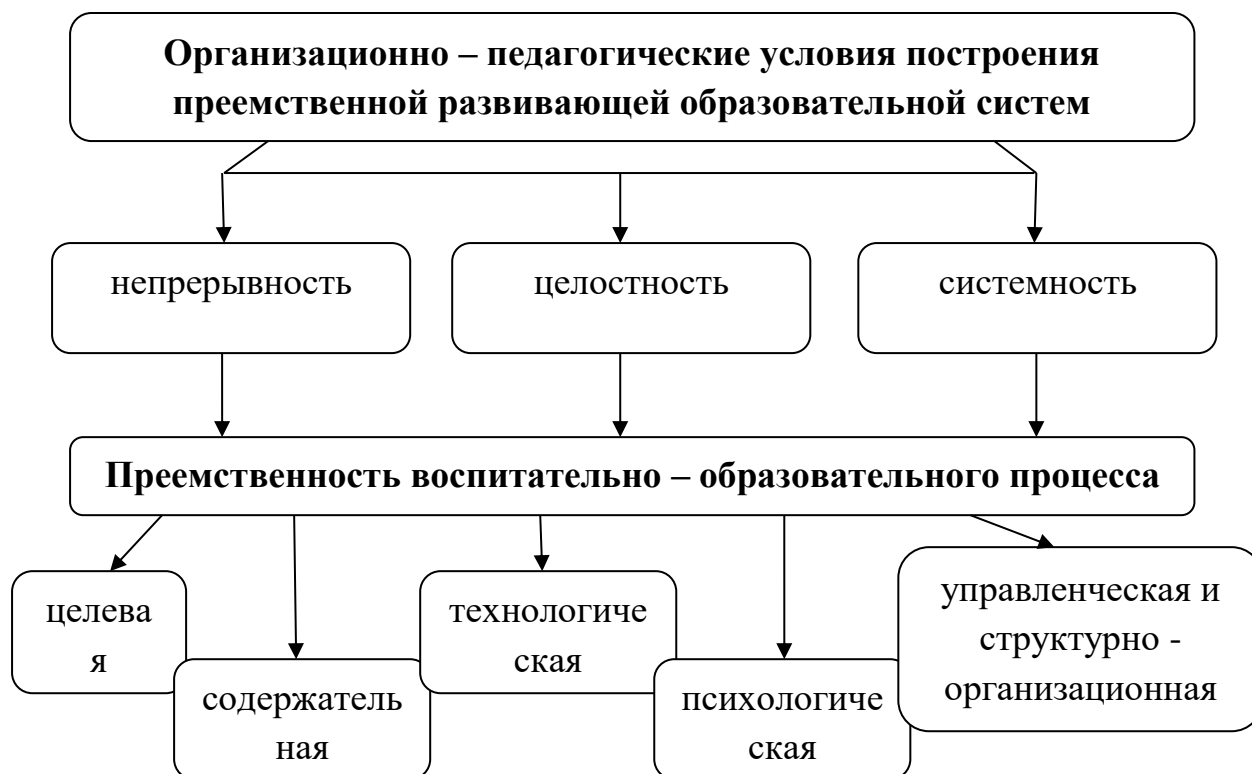 Организационно – педагогические условия построения
преемственной развивающей образовательной систем
непрерывность
целостность
системность
Преемственность воспитательно – образовательного процесса
целева
я
содержатель
ная
технологиче
ская
психологиче
ская
управленческая и
структурно -
организационная